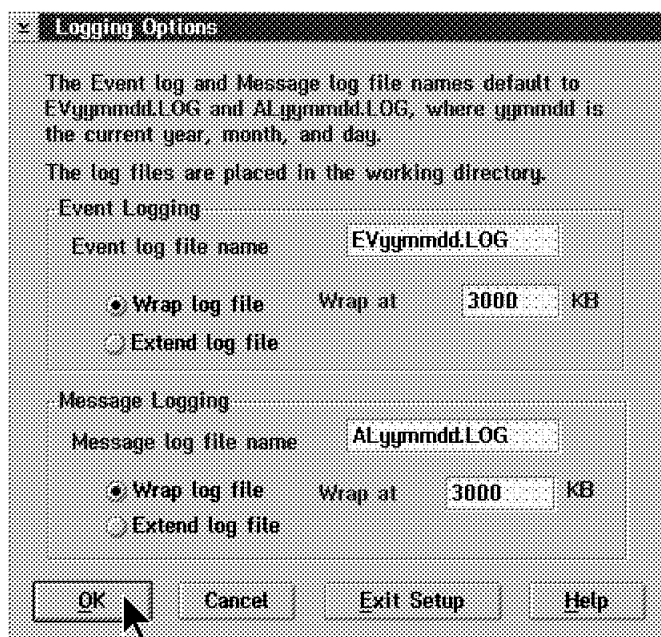 Logging Options
The Event log and Message log file names default to
EVyymmdd.LOG and ALyymmdd.LOG, where yymmdd is
the current year, month, and day.
The log files are placed in the working directory.
Event Logging
Event log file name EVyymmdd.LOG
Wrap log file Wrap at 3000 KB
Extend log file
Message Logging
Message log file name ALyymmdd.LOG
Wrap log file Wrap at 3000 KB
Extend log file
OK Cancel Exit Setup Help